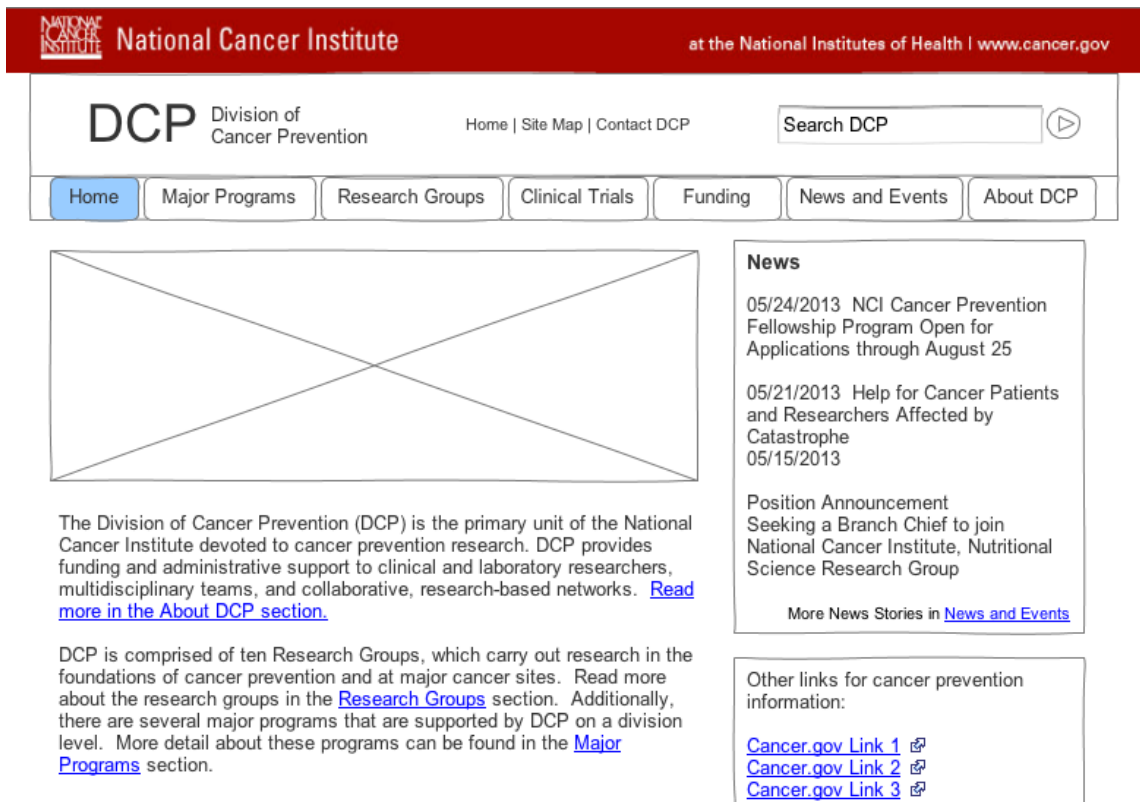 NATIONAL
CANCER
INSTITUTE
National Cancer Institute
at the National Institutes of Health | www.cancer.gov
DCP
Division of
Cancer Prevention
Home | Site Map | Contact DCP
Search DCP
Home
Major Programs
Research Groups
Clinical Trials
Funding
News and Events
About DCP
The Division of Cancer Prevention (DCP) is the primary unit of the National
Cancer Institute devoted to cancer prevention research. DCP provides
funding and administrative support to clinical and laboratory researchers,
multidisciplinary teams, and collaborative, research-based networks. Read
more in the About DCP section.
DCP is comprised of ten Research Groups, which carry out research in the
foundations of cancer prevention and at major cancer sites. Read more
about the research groups in the Research Groups section. Additionally,
there are several major programs that are supported by DCP on a division
level. More detail about these programs can be found in the Major
Programs section.
News
05/24/2013 NCI Cancer Prevention
Fellowship Program Open for
Applications through August 25
05/21/2013 Help for Cancer Patients
and Researchers Affected by
Catastrophe
05/15/2013
Position Announcement
Seeking a Branch Chief to join
National Cancer Institute, Nutritional
Science Research Group
More News Stories in News and Events
Other links for cancer prevention
information:
Cancer.gov Link 1
Cancer.gov Link 2
Cancer.gov Link 3